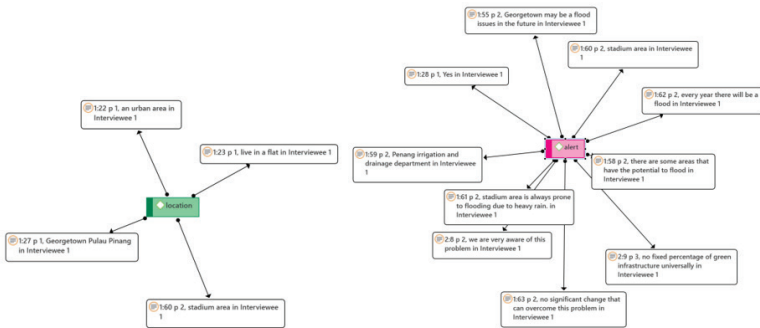 1:55 p 2, Georgetown may be a flood
issues in the future in Interviewee 1
1:60 p 2, stadium area in Interviewee
1
1:28 p 1, Yes in Interviewee 1
1:62 p 2, every year there will be a
flood in Interviewee 1
1:22 p 1, an urban area in
Interviewee 1
1:23 p 1, live in a flat in Interviewee 1
alert
1:59 p 2, Penang irrigation and
drainage department in Interviewee
1
1:58 p 2, there are some areas that
have the potential to flood in
Interviewee 1
location
1:61 p 2, stadium area is always prone
to flooding due to heavy rain. in
Interviewee 1
1:27 p 1, Georgetown Pulau Pinang
in Interviewee 1
2:8 p 2, we are very aware of this
problem in Interviewee 1
2:9 p 3, no fixed percentage of green
infrastructure universally in
Interviewee 1
1:60 p 2, stadium area in Interviewee
1
1:63 p 2, no significant change that
can overcome this problem in
Interviewee 1